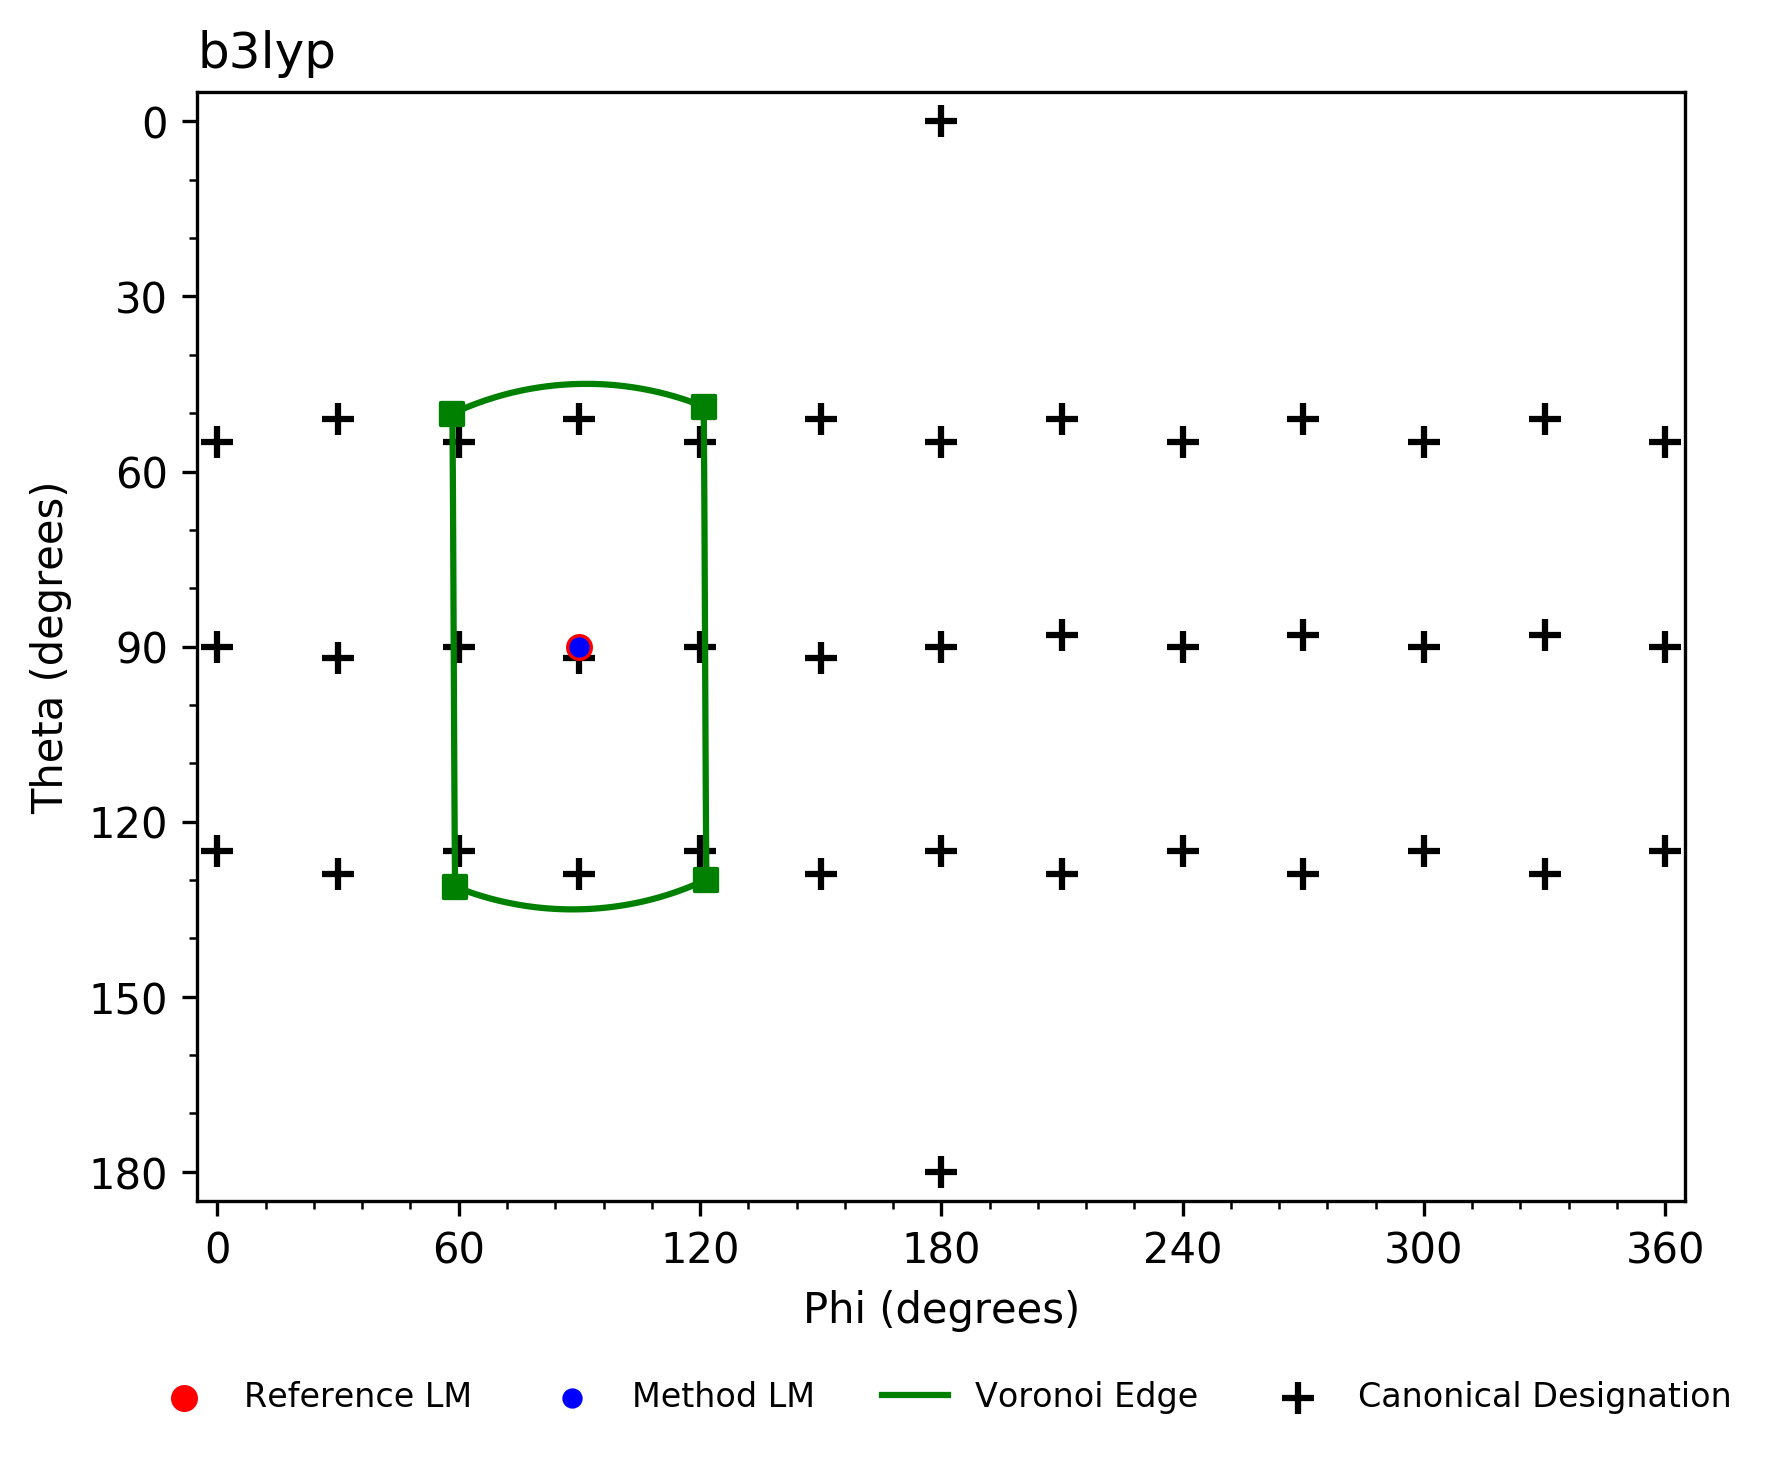 b3lyp
0
30
60
90
120
150
180
Theta (degrees)
0 60 120 180 240 300 360
Phi (degrees)
Reference LM Method LM Voronoi Edge Canonical Designation